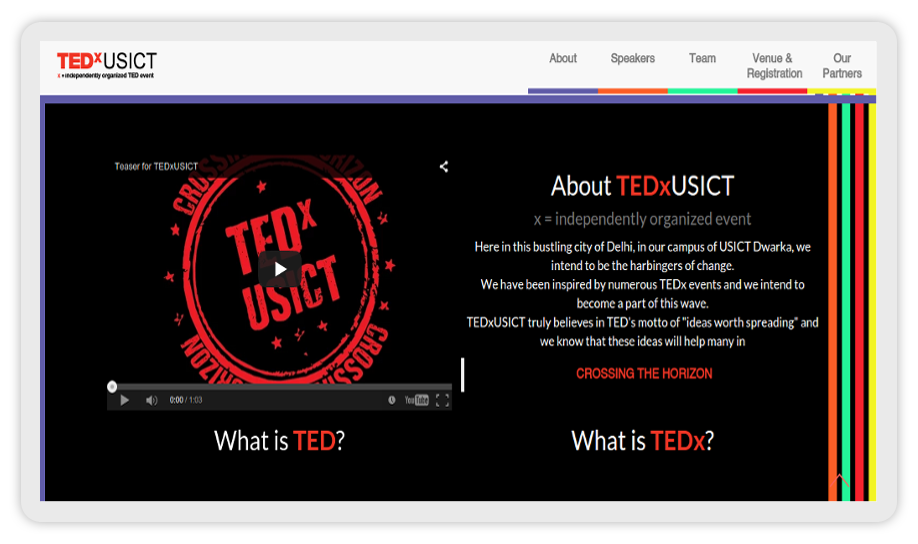 TEDxUSICT
x = independently organized TED event
About
Speakers
Team
Venue &
Registration
Our
Partners
Teaser for TEDxUSICT
CROSSING THE HORIZON
TEDx
USICT
CROSSING THE HORIZON
0:00 / 1:03
YouTube
About TEDxUSICT
x = independently organized event
Here in this bustling city of Delhi, in our campus of USICT Dwarka, we
intend to be the harbingers of change.
We have been inspired by numerous TEDx events and we intend to
become a part of this wave.
TEDxUSICT truly believes in TED's motto of "ideas worth spreading" and
we know that these ideas will help many in
CROSSING THE HORIZON
What is TED?
What is TEDx?